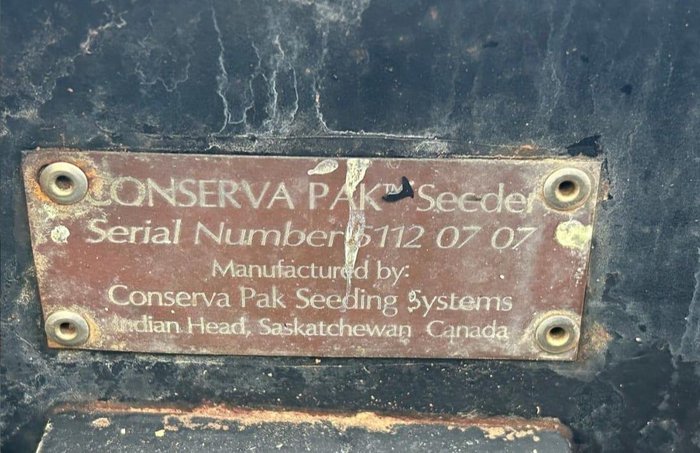 CONSERVA PAK™ Seeder
Serial Number 5112 07 07
Manufactured by:
Conserva Pak Seeding Systems
Indian Head, Saskatchewan Canada